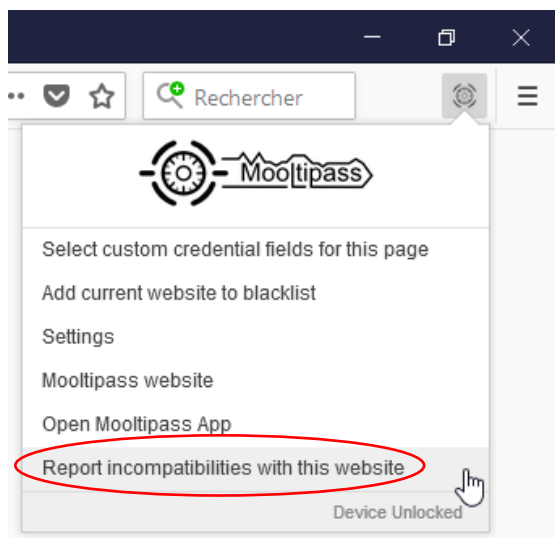 Rechercher
Mooltipass
Select custom credential fields for this page
Add current website to blacklist
Settings
Mooltipass website
Open Mooltipass App
Report incompatibilities with this website
Device Unlocked